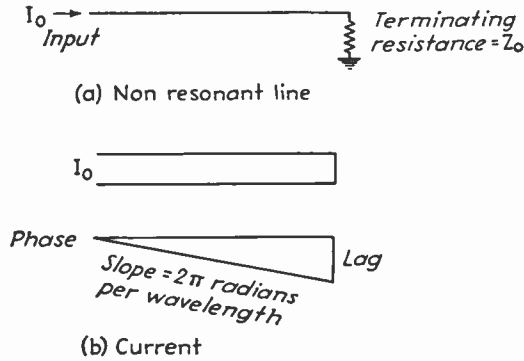 I₀ → Input
Terminating
resistance = Z₀
(a) Non resonant line
I₀
Phase
Lag
Slope = 2π radians
per wavelength
(b) Current